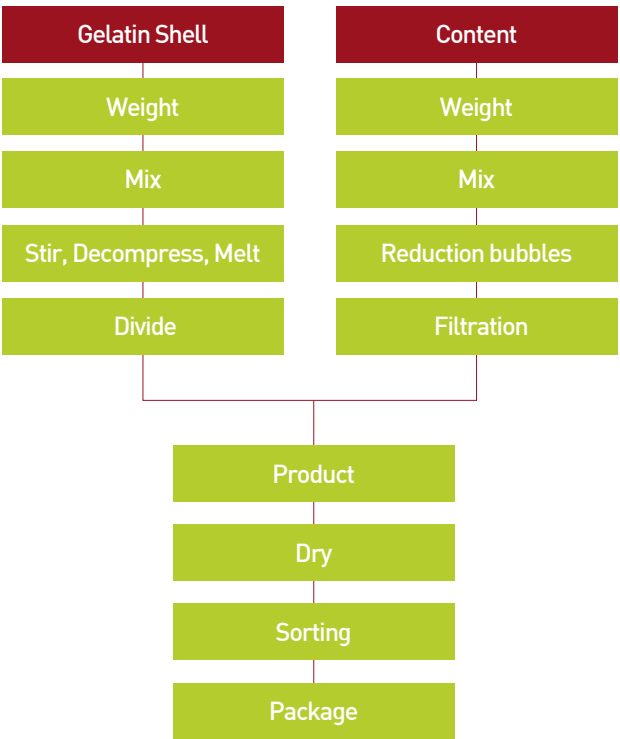 Gelatin Shell
Content
Weight
Weight
Mix
Mix
Stir, Decompress, Melt
Reduction bubbles
Divide
Filtration
Product
Dry
Sorting
Package